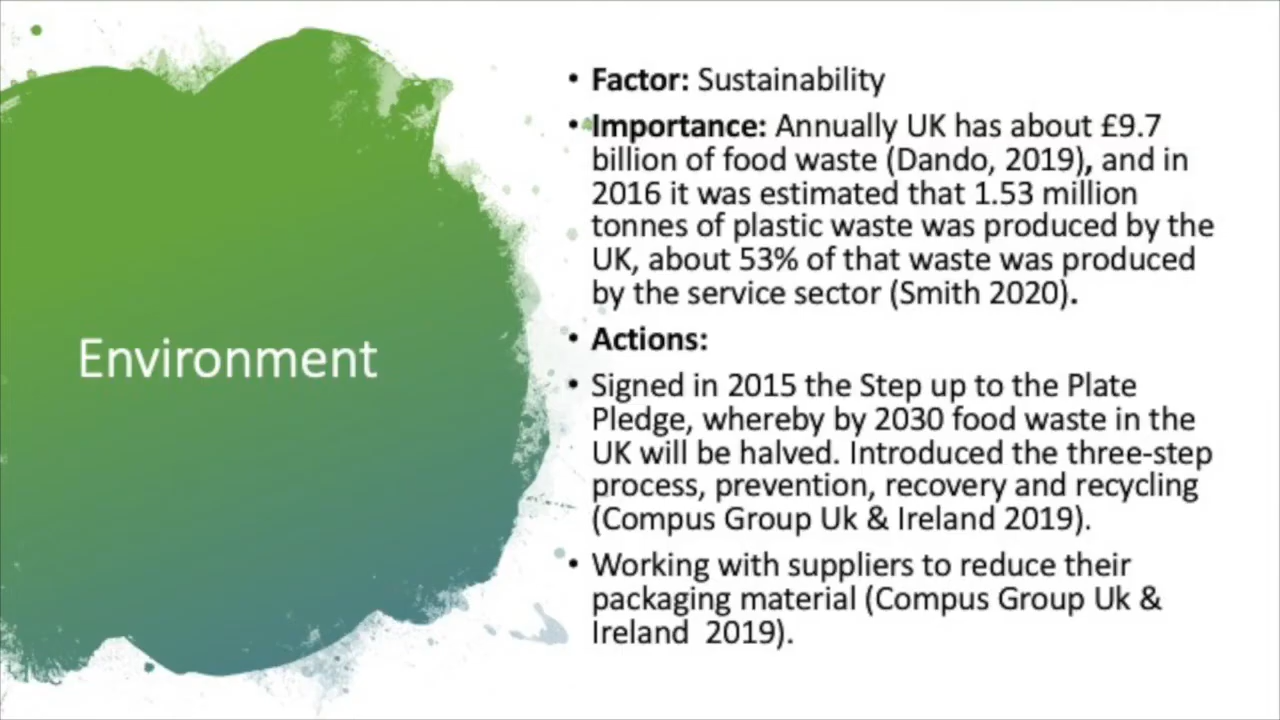 Environment
• Factor: Sustainability
• Importance: Annually UK has about £9.7
billion of food waste (Dando, 2019), and in
2016 it was estimated that 1.53 million
tonnes of plastic waste was produced by the
UK, about 53% of that waste was produced
by the service sector (Smith 2020).
• Actions:
• Signed in 2015 the Step up to the Plate
Pledge, whereby by 2030 food waste in the
UK will be halved. Introduced the three-step
process, prevention, recovery and recycling
(Compus Group Uk & Ireland 2019).
• Working with suppliers to reduce their
packaging material (Compus Group Uk &
Ireland  2019).